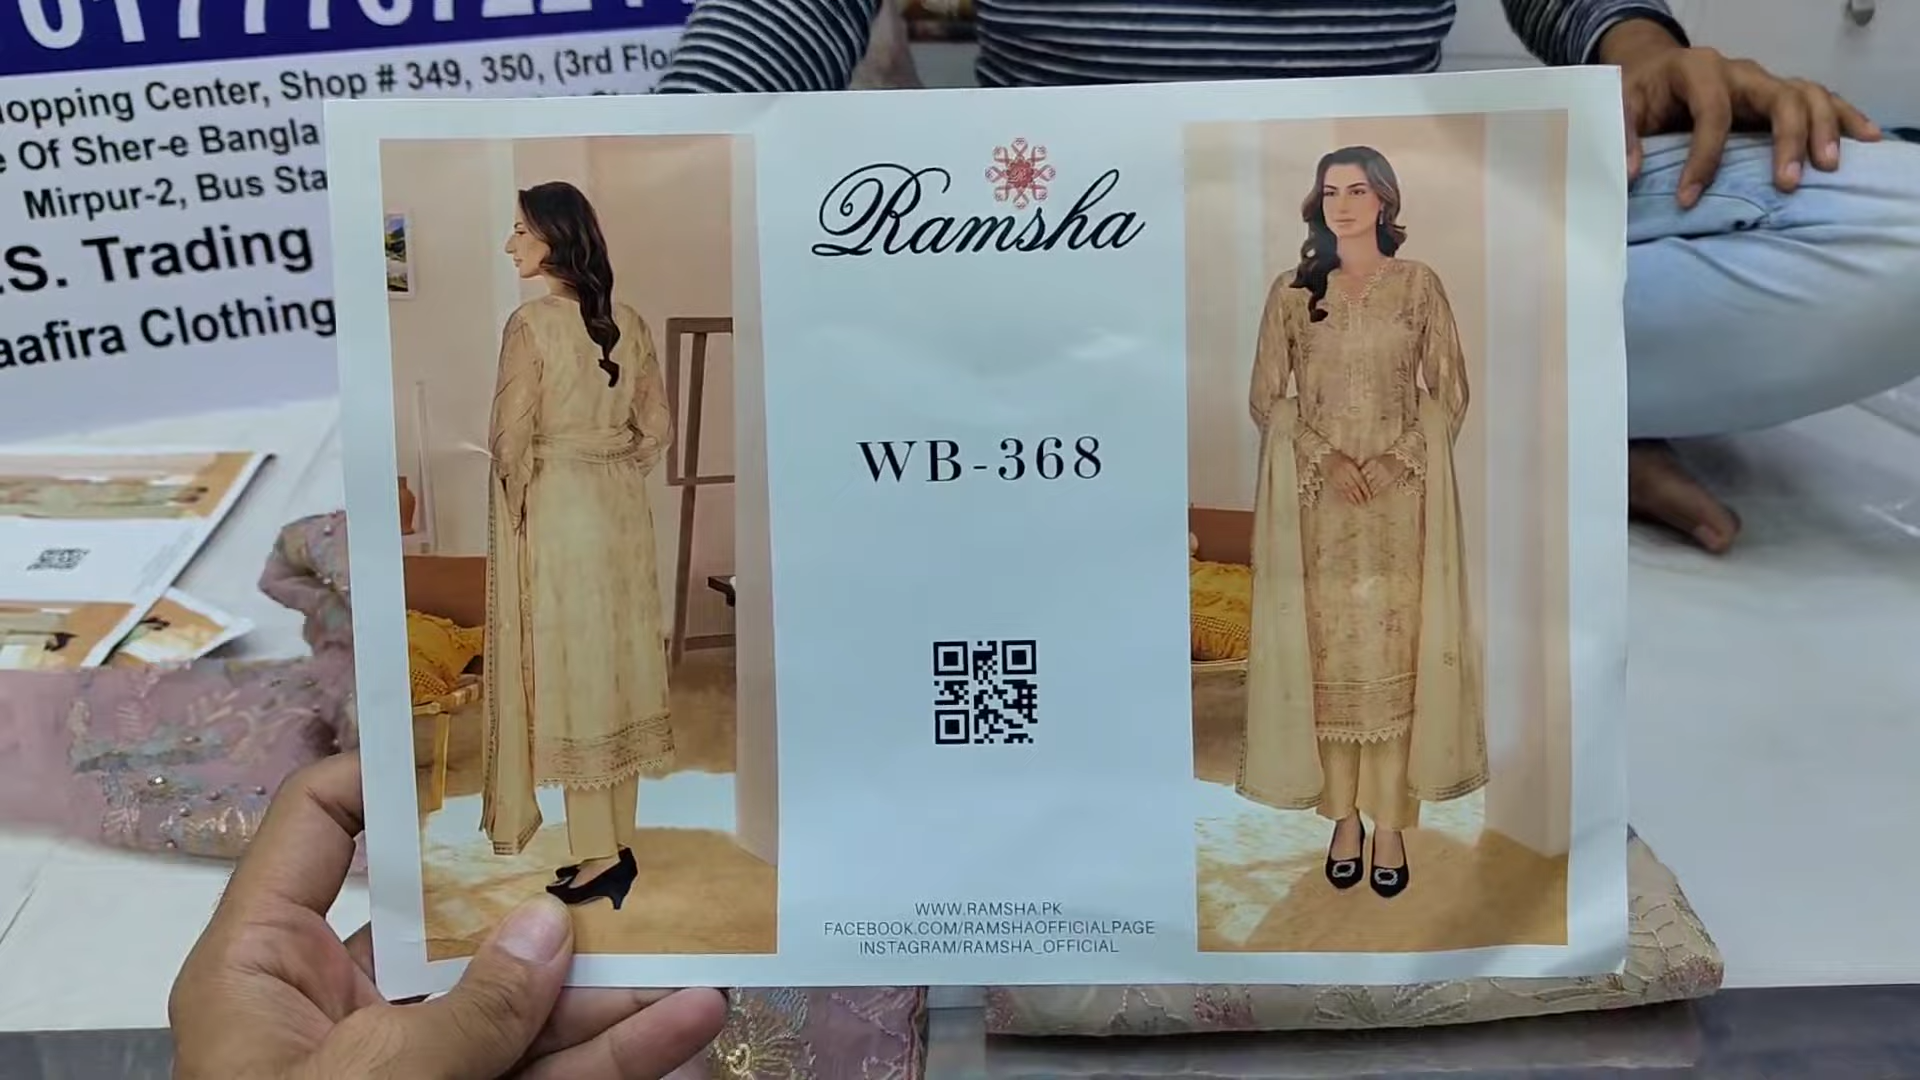 hopping Center, Shop # 349, 350, (3rd Flo
Of Sher-e Bangla
Mirpur-2, Bus Sta
.S. Trading
aafira Clothing
Ramsha
WB-368
WWW.RAMSHA.PK
FACEBOOK.COM/RAMSHAOFFICIALPAGE
INSTAGRAM/RAMSHA_OFFICIAL